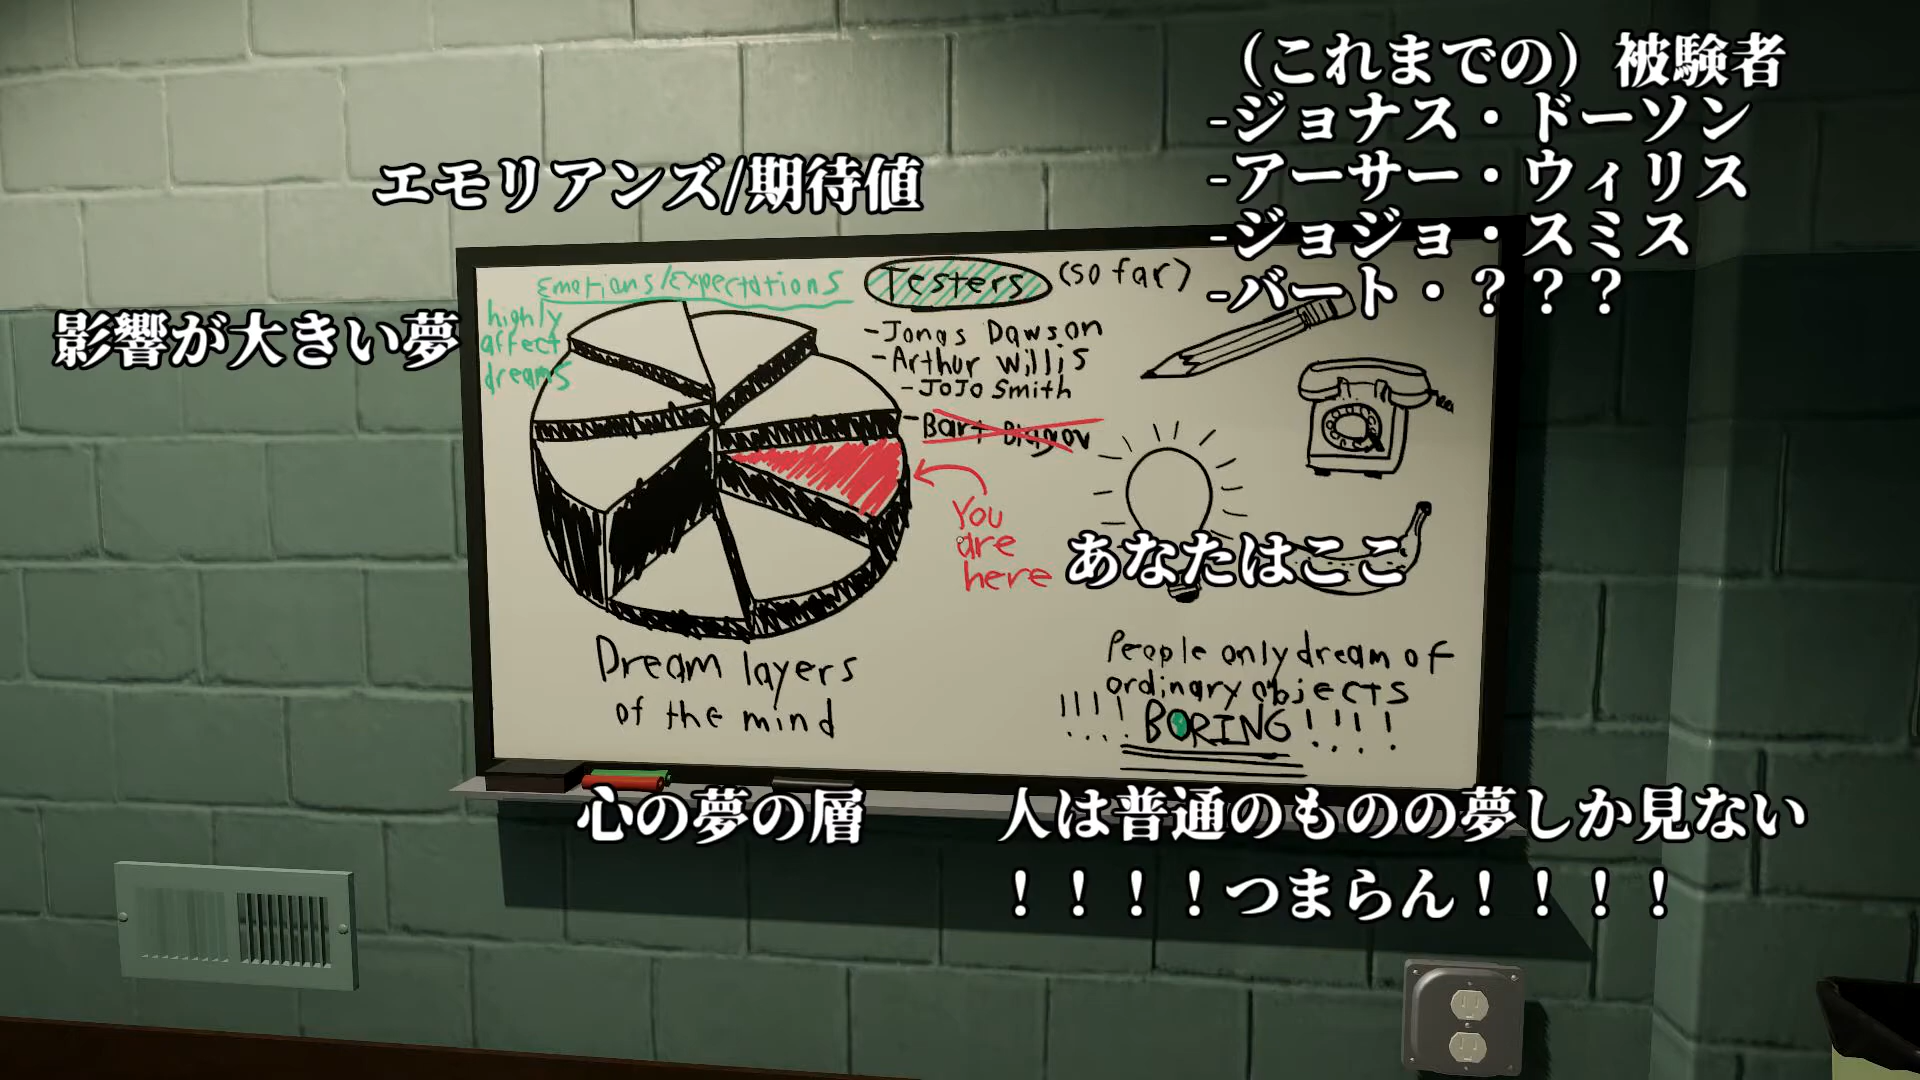 (これまでの)被験者
-ジョナス・ドーソン
-アーサー・ウィリス
-ジョジョ・スミス
-バート・???
エモリアンズ/期待値
影響が大きい夢
Emotions/Expectations
highly
affect
dreams
Testers (so far)
-Jonas Dawson
-Arthur Willis
-JoJo Smith
-Bart
You
are
here
あなたはここ
Dream layers
of the mind
People only dream of
ordinary objects
!!!! BORING !!!!
心の夢の層
人は普通のものの夢しか見ない
!!!!つまらん!!!!